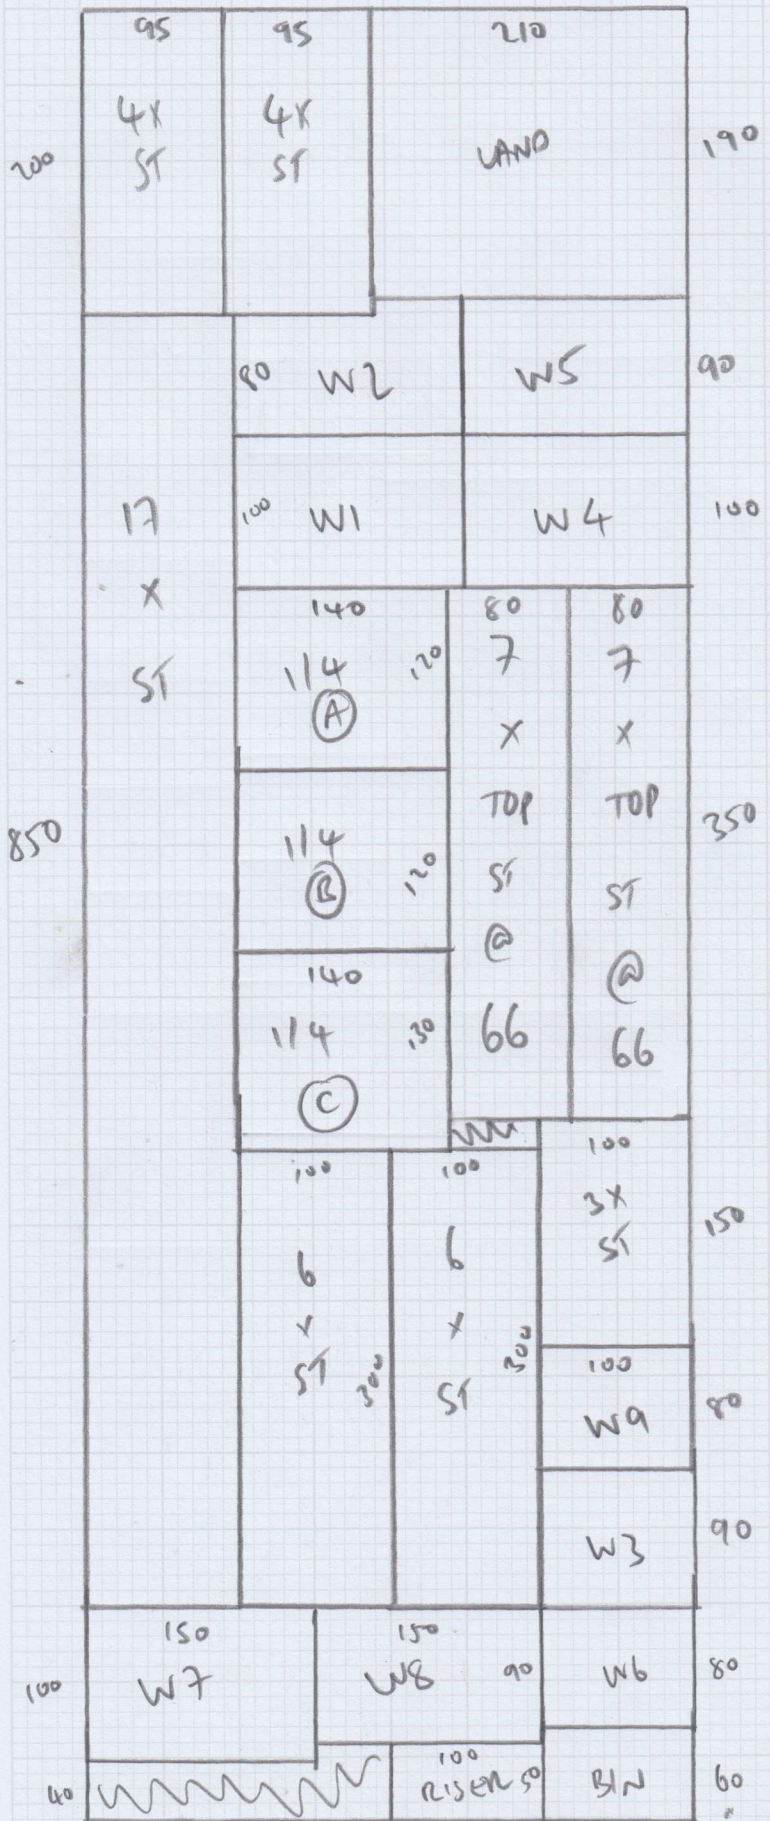 95 95 210
4X 4X LAND
ST ST
200 190
80 W2 W5 90
17 100 W1 W4 100
X
ST
140 80 80
114 120 7 7
A X X
TOP TOP
850 114 120 ST ST 350
B @ @
66 66
140
114 130
C
100 100 100
6 6 3X 150
X X ST
ST 300 ST 300
100
W9 80
W3 90
150 150
100 W7 W8 90 W6 80
100
40 RISER 50 BIN 60